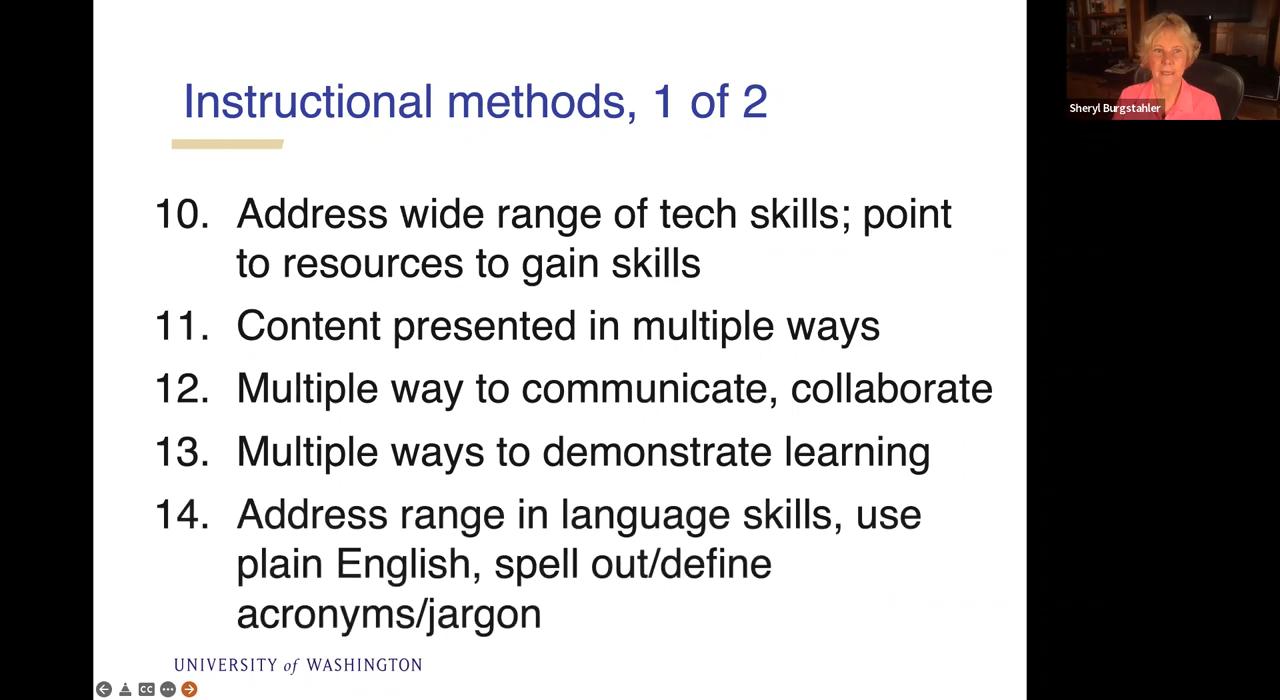 Instructional methods, 1 of 2
10. Address wide range of tech skills; point
to resources to gain skills
11. Content presented in multiple ways
12. Multiple way to communicate, collaborate
13. Multiple ways to demonstrate learning
14. Address range in language skills, use
plain English, spell out/define
acronyms/jargon
UNIVERSITY of WASHINGTON
CC
Sheryl Burgstahler